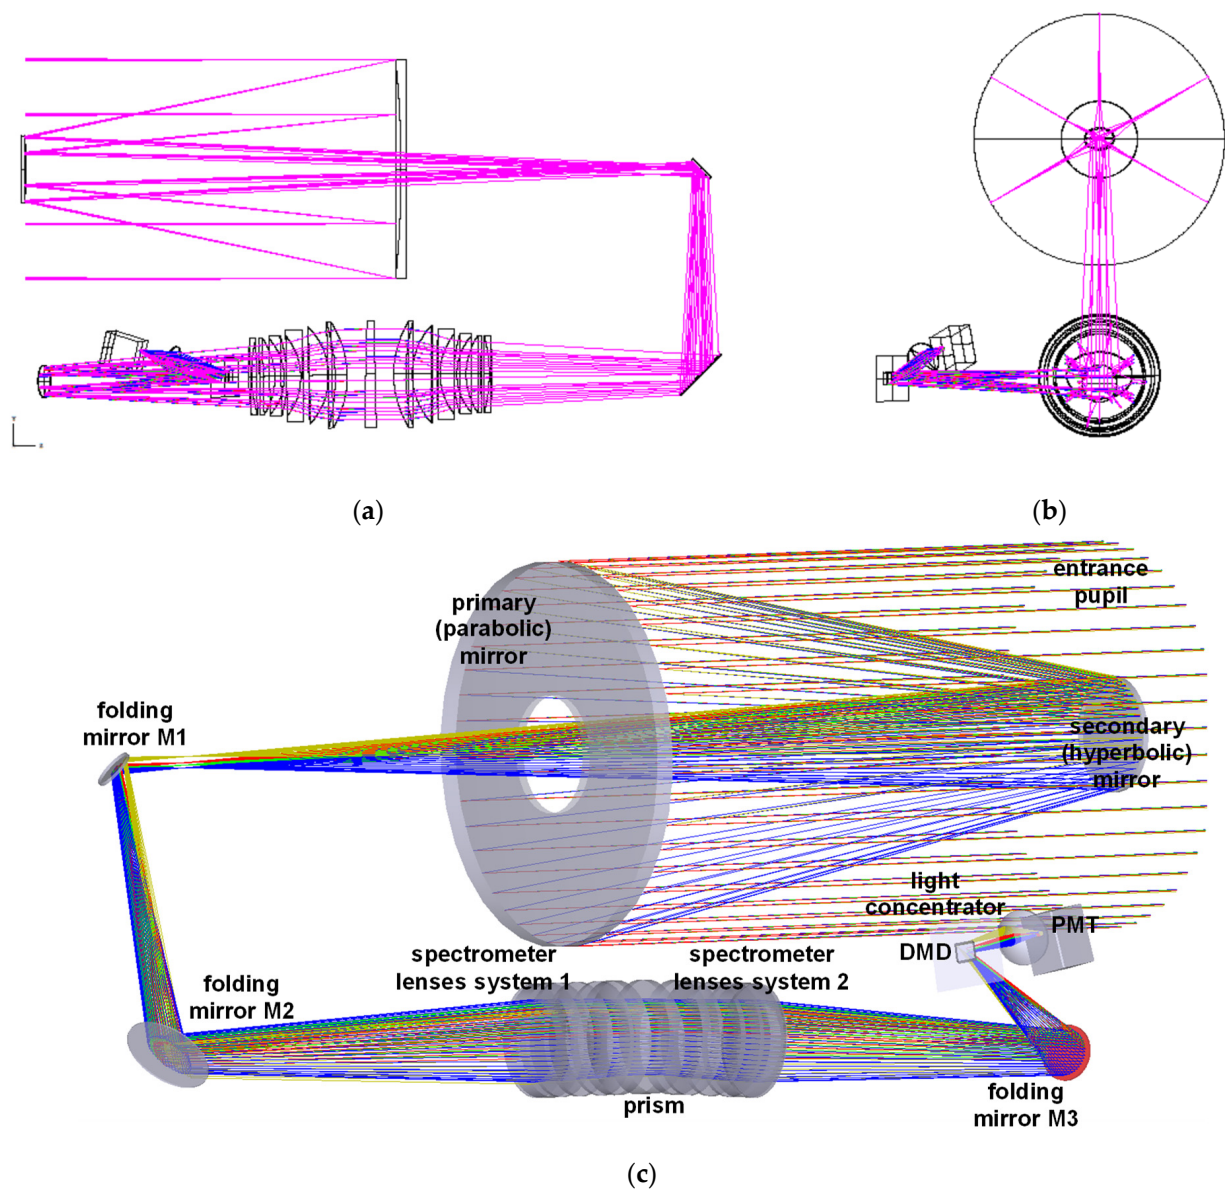 (a)
(b)
entrance
pupil
primary
(parabolic)
mirror
folding
mirror M1
secondary
(hyperbolic)
mirror
light
concentrator
PMT
DMD
spectrometer
lenses system 1
spectrometer
lenses system 2
folding
mirror M2
prism
folding
mirror M3
(c)